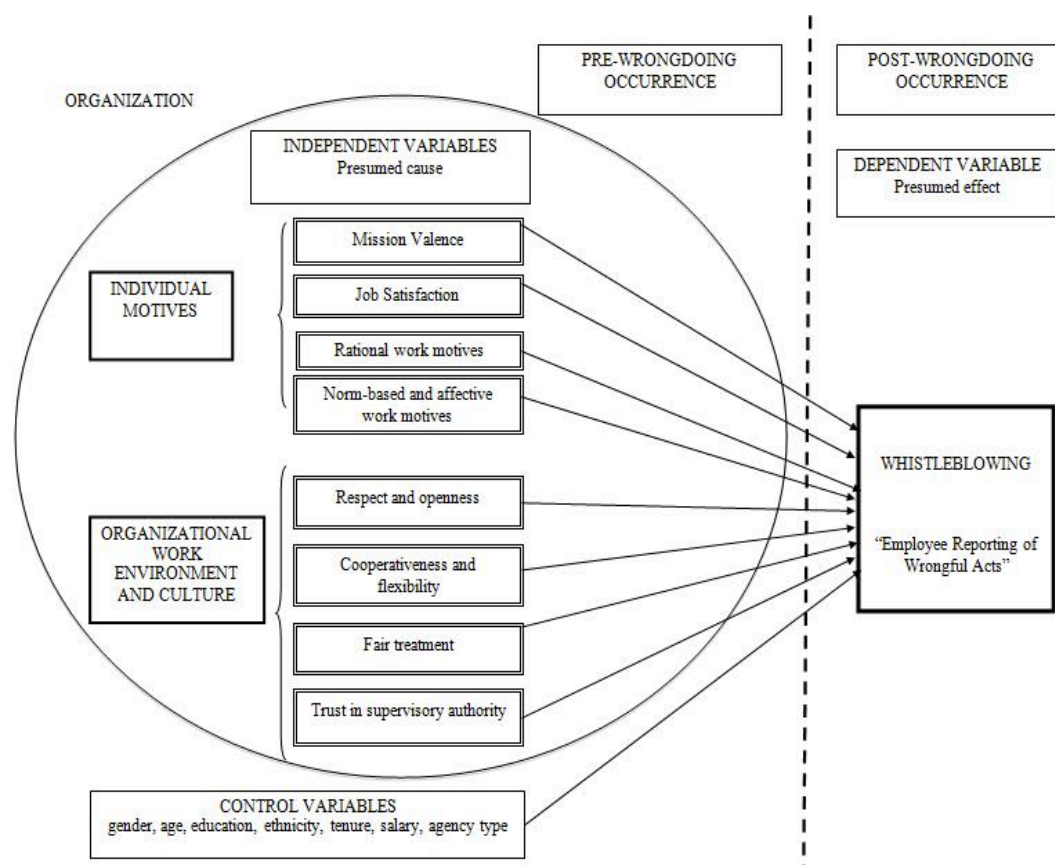 PRE-WRONGDOING
OCCURRENCE
POST-WRONGDOING
OCCURRENCE
ORGANIZATION
INDEPENDENT VARIABLES
Presumed cause
DEPENDENT VARIABLE
Presumed effect
INDIVIDUAL
MOTIVES
Mission Valence
Job Satisfaction
Rational work motives
Norm-based and affective
work motives
ORGANIZATIONAL
WORK
ENVIRONMENT
AND CULTURE
Respect and openness
Cooperativeness and
flexibility
Fair treatment
Trust in supervisory authority
WHISTLEBLOWING
“Employee Reporting of
Wrongful Acts”
CONTROL VARIABLES
gender, age, education, ethnicity, tenure, salary, agency type